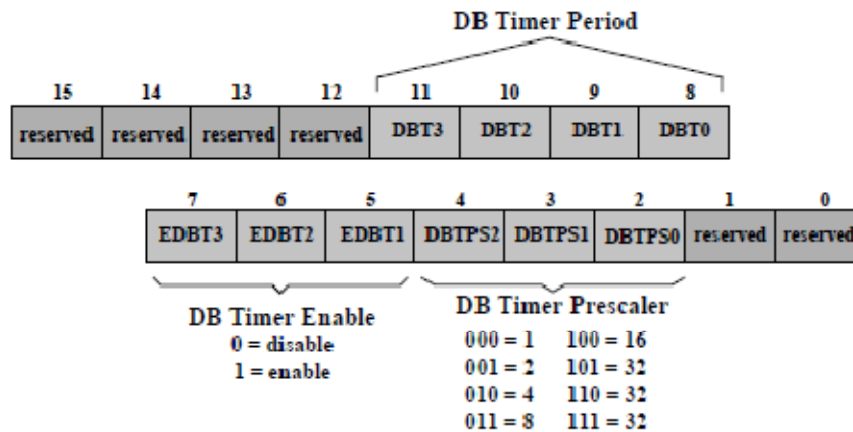 DB Timer Period
15 14 13 12 11 10 9 8
reserved reserved reserved reserved DBT3 DBT2 DBT1 DBT0
7 6 5 4 3 2 1 0
EDBT3 EDBT2 EDBT1 DBTPS2 DBTPS1 DBTPS0 reserved reserved
DB Timer Enable
0 = disable
1 = enable
DB Timer Prescaler
000 = 1 100 = 16
001 = 2 101 = 32
010 = 4 110 = 32
011 = 8 111 = 32